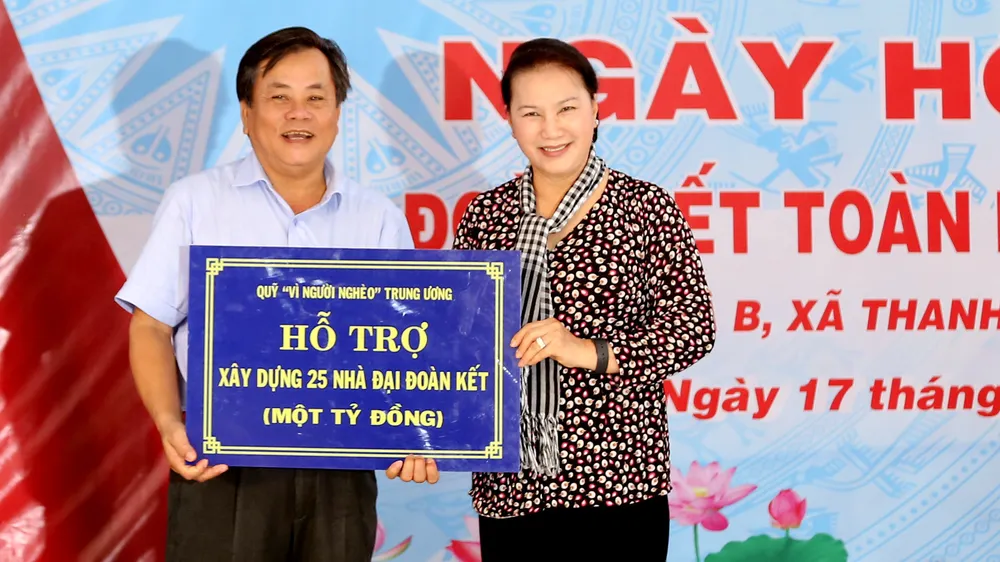 NGÀY H
ĐO KẾT TOÀN
B, XÃ THANH
Ngày 17 tháng
QUỸ "VÌ NGƯỜI NGHÈO" TRUNG ƯƠNG
HỖ TRỢ
XÂY DỰNG 25 NHÀ ĐẠI ĐOÀN KẾT
(MỘT TỶ ĐỒNG)